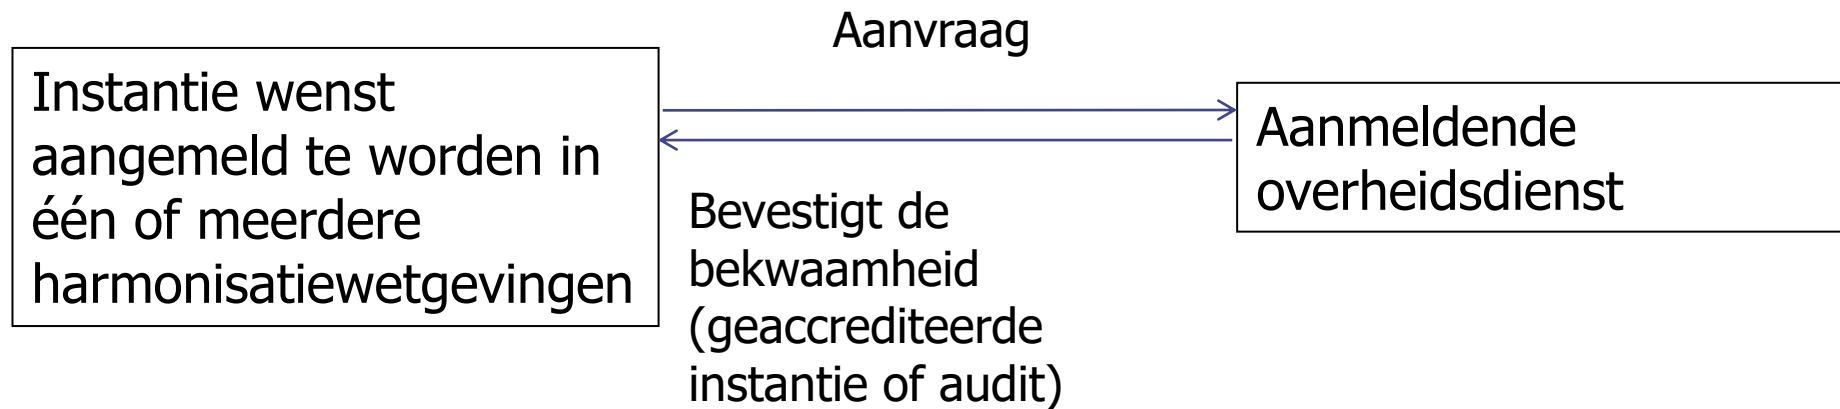 Aanvraag
Instantie wenst
aangemeld te worden in
één of meerdere
harmonisatiewetgevingen
Aanmeldende
overheidsdienst
Bevestigt de
bekwaamheid
(geaccrediteerde
instantie of audit)